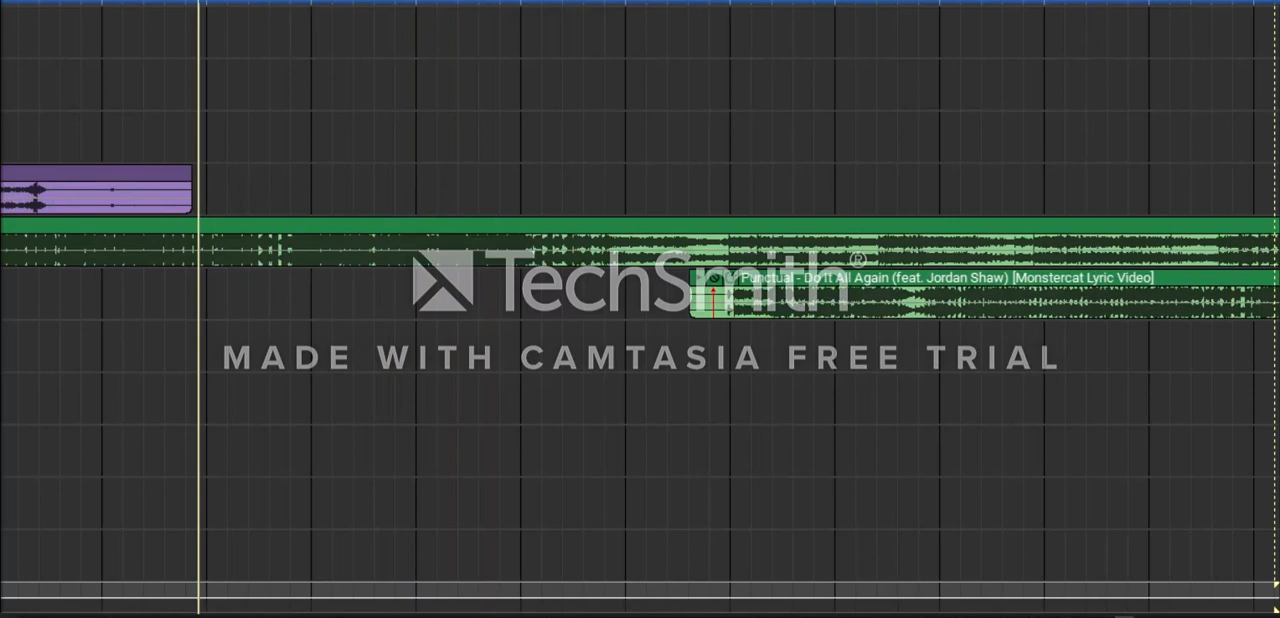 TechSmith®
Punctual - Do It All Again (feat. Jordan Shaw) [Monstercat Lyric Video]
MADE WITH CAMTASIA FREE TRIAL